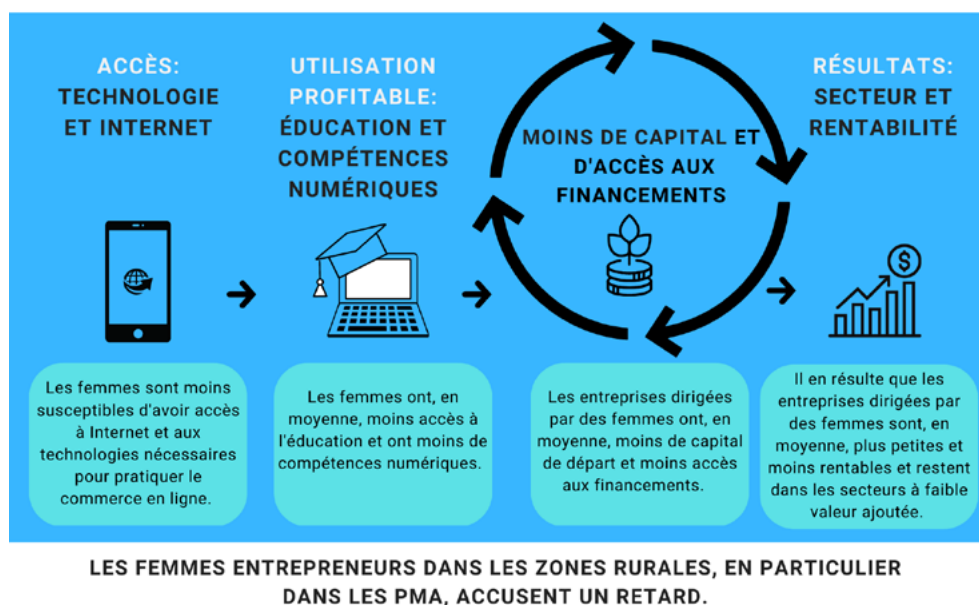 ACCÈS:
TECHNOLOGIE
ET INTERNET
Les femmes sont moins
susceptibles d'avoir accès
à Internet et aux
technologies nécessaires
pour pratiquer le
commerce en ligne.
UTILISATION
PROFITABLE:
ÉDUCATION ET
COMPÉTENCES
NUMÉRIQUES
Les femmes ont, en
moyenne, moins accès à
l'éducation et ont moins de
compétences numériques.
MOINS DE CAPITAL ET
D'ACCÈS AUX
FINANCEMENTS
Les entreprises dirigées
par des femmes ont, en
moyenne, moins de capital
de départ et moins accès
aux financements.
RÉSULTATS:
SECTEUR ET
RENTABILITÉ
$
Il en résulte que les
entreprises dirigées par
des femmes sont, en
moyenne, plus petites et
moins rentables et restent
dans les secteurs à faible
valeur ajoutée.
LES FEMMES ENTREPRENEURS DANS LES ZONES RURALES, EN PARTICULIER
DANS LES PMA, ACCUSENT UN RETARD.